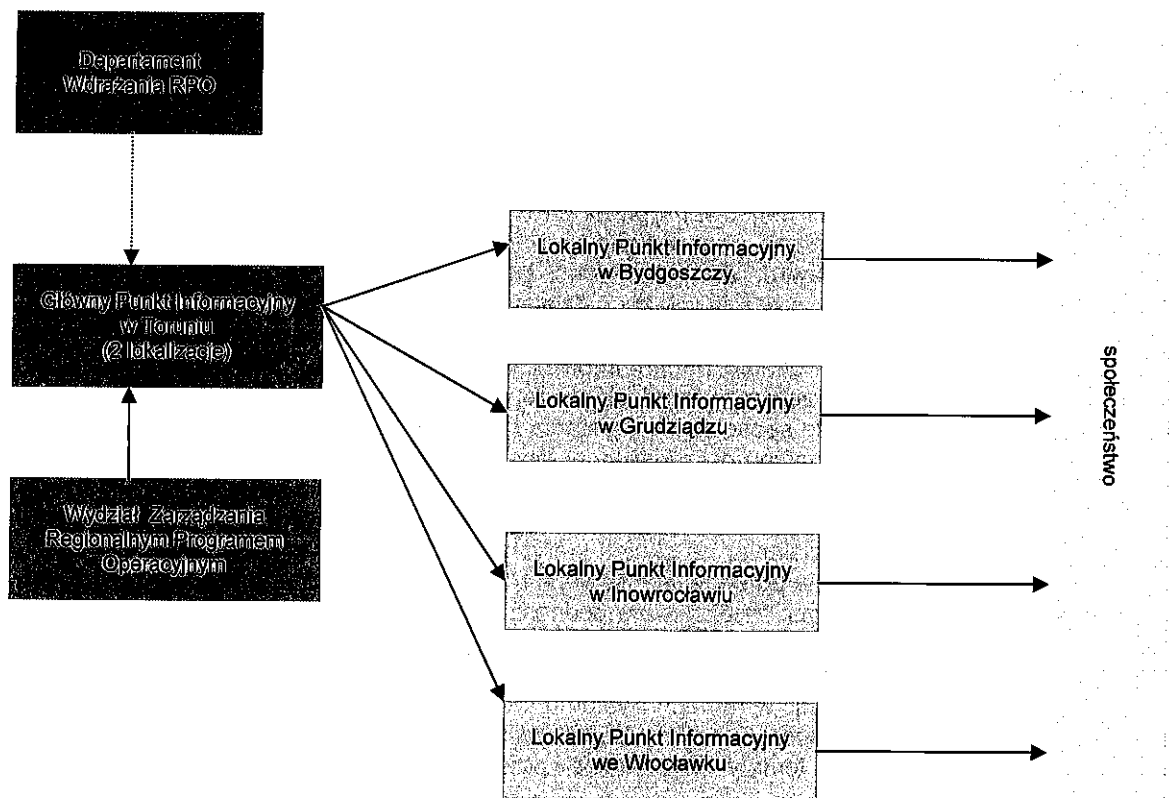 Departament
Wdrażania RPO
Główny Punkt Informacyjny
w Toruniu
(2 lokalizacje)
Wydział Zarządzania
Regionalnym Programem
Operacyjnym
Lokalny Punkt Informacyjny
w Bydgoszczy
Lokalny Punkt Informacyjny
w Grudziądzu
Lokalny Punkt Informacyjny
w Inowrocławiu
Lokalny Punkt Informacyjny
we Włocławku
społeczeństwo